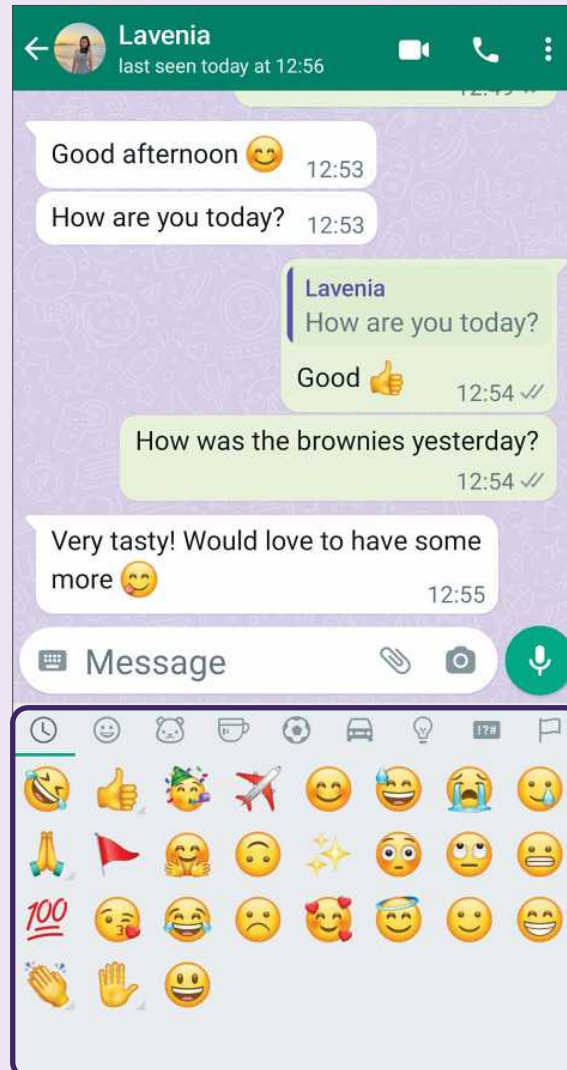 Lavenia
last seen today at 12:56
Good afternoon 😊 12:53
How are you today? 12:53
Lavenia
How are you today?
Good 👍 12:54
How was the brownies yesterday?
12:54
Very tasty! Would love to have some
more 😋 12:55
Message
!?#
100